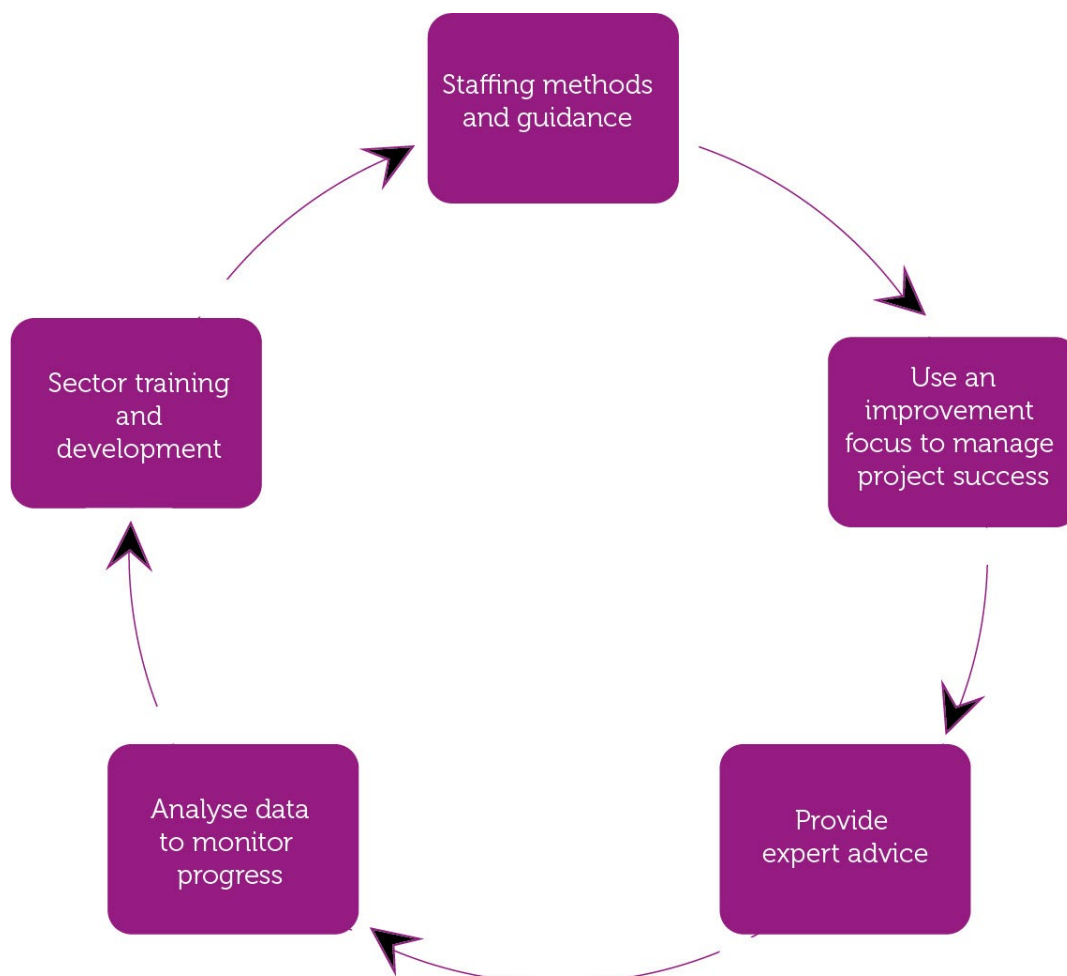 Staffing methods
and guidance
Use an
improvement
focus to manage
project success
Provide
expert advice
Analyse data
to monitor
progress
Sector training
and
development